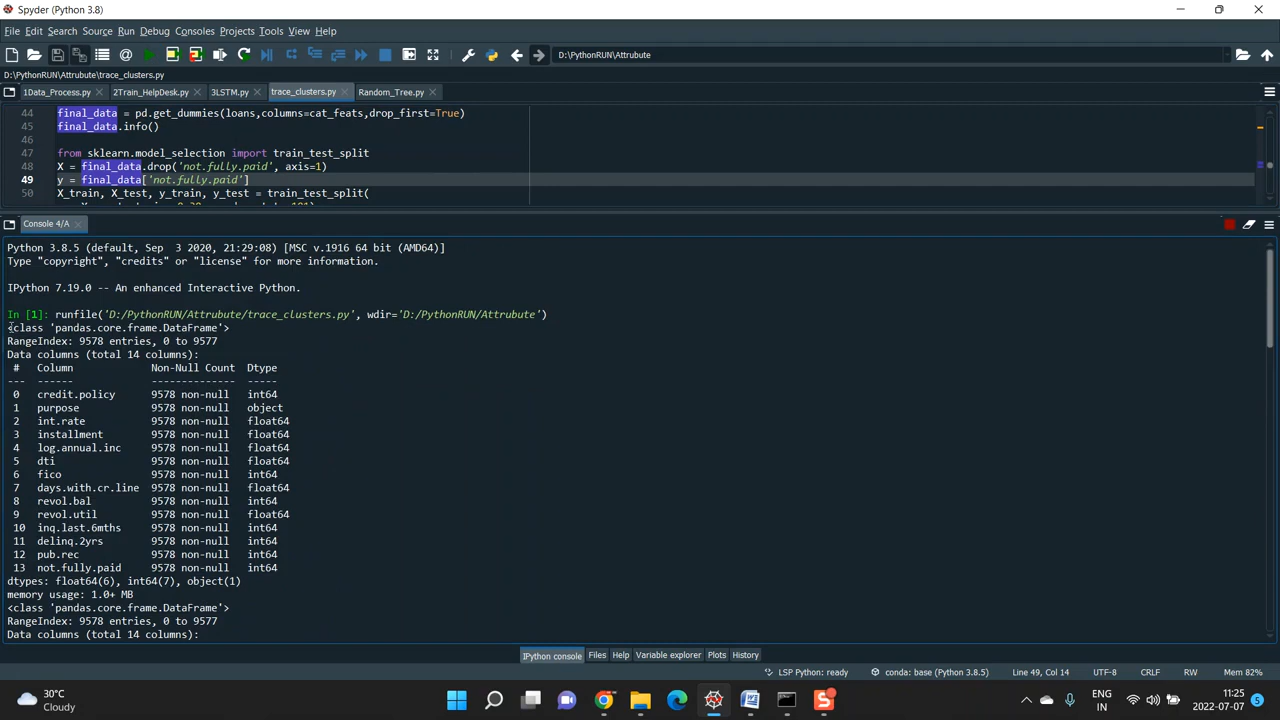 Spyder (Python 3.8)
File Edit Search Source Run Debug Consoles Projects Tools View Help
D:\PythonRUN\Attrubute
D:\PythonRUN\Attrubute\trace_clusters.py
1Data_Process.py 2Train_HelpDesk.py 3LSTM.py trace_clusters.py Random_Tree.py
44 final_data = pd.get_dummies(loans,columns=cat_feats,drop_first=True)
45 final_data.info()
46
47 from sklearn.model_selection import train_test_split
48 X = final_data.drop('not.fully.paid', axis=1)
49 y = final_data['not.fully.paid']
50 X_train, X_test, y_train, y_test = train_test_split(
Console 4/A
Python 3.8.5 (default, Sep 3 2020, 21:29:08) [MSC v.1916 64 bit (AMD64)]
Type "copyright", "credits" or "license" for more information.
IPython 7.19.0 -- An enhanced Interactive Python.
In [1]: runfile('D:/PythonRUN/Attrubute/trace_clusters.py', wdir='D:/PythonRUN/Attrubute')
<class 'pandas.core.frame.DataFrame'>
RangeIndex: 9578 entries, 0 to 9577
Data columns (total 14 columns):
# Column Non-Null Count Dtype
--- ------ -------------- -----
0 credit.policy 9578 non-null int64
1 purpose 9578 non-null object
2 int.rate 9578 non-null float64
3 installment 9578 non-null float64
4 log.annual.inc 9578 non-null float64
5 dti 9578 non-null float64
6 fico 9578 non-null int64
7 days.with.cr.line 9578 non-null float64
8 revol.bal 9578 non-null int64
9 revol.util 9578 non-null float64
10 inq.last.6mths 9578 non-null int64
11 delinq.2yrs 9578 non-null int64
12 pub.rec 9578 non-null int64
13 not.fully.paid 9578 non-null int64
dtypes: float64(6), int64(7), object(1)
memory usage: 1.0+ MB
<class 'pandas.core.frame.DataFrame'>
RangeIndex: 9578 entries, 0 to 9577
Data columns (total 14 columns):
IPython console Files Help Variable explorer Plots History
LSP Python: ready conda: base (Python 3.8.5) Line 49, Col 14 UTF-8 CRLF RW Mem 82%
30°C
Cloudy
ENG
IN
11:25
2022-07-07
5